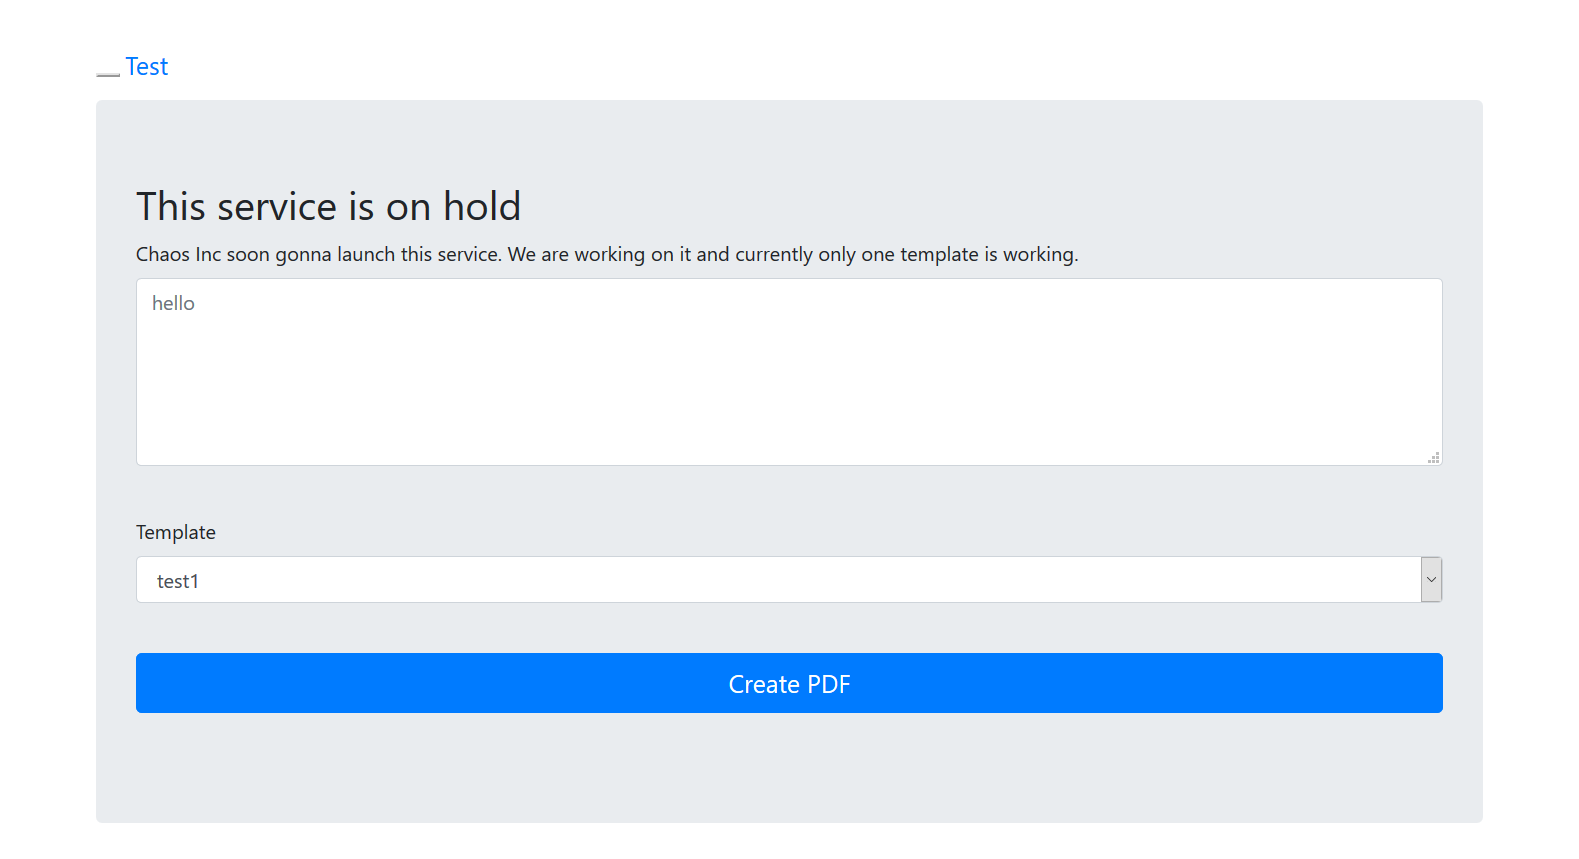 Test
This service is on hold
Chaos Inc soon gonna launch this service. We are working on it and currently only one template is working.
hello
Template
test1
Create PDF